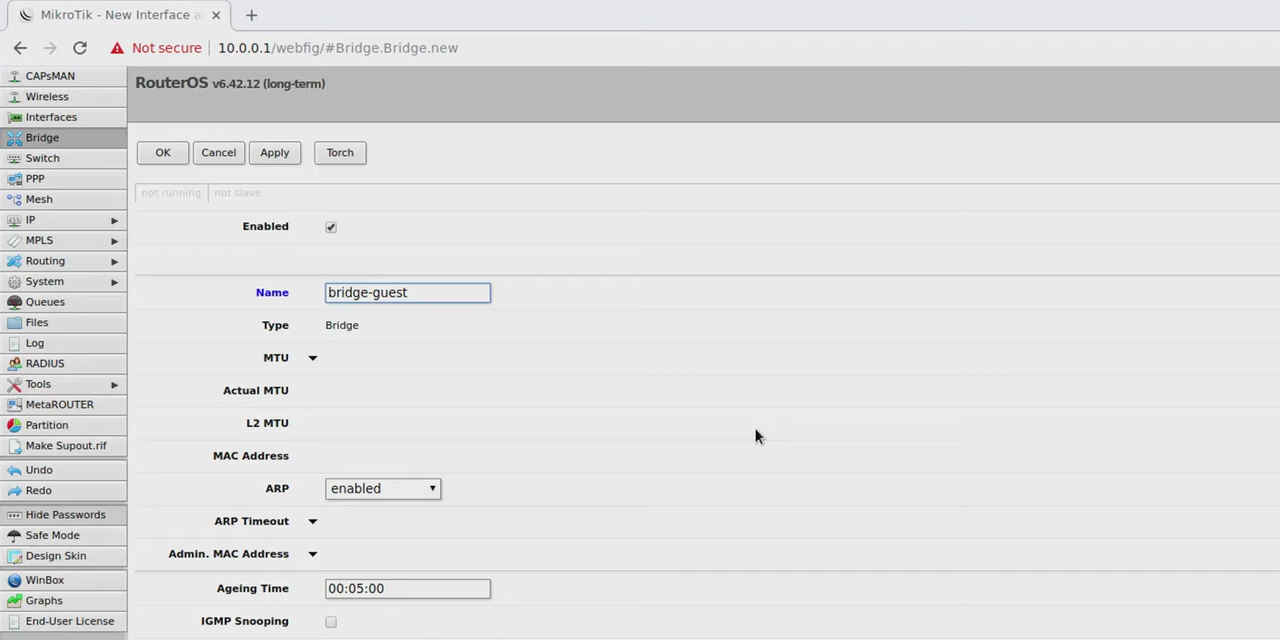 MikroTik - New Interface a
Not secure 10.0.0.1/webfig/#Bridge.Bridge.new
CAPsMAN
Wireless
Interfaces
Bridge
Switch
PPP
Mesh
IP
MPLS
Routing
System
Queues
Files
Log
RADIUS
Tools
MetaROUTER
Partition
Make Supout.rif
Undo
Redo
Hide Passwords
Safe Mode
Design Skin
WinBox
Graphs
End-User License
RouterOS v6.42.12 (long-term)
OK Cancel Apply Torch
not running not slave
Enabled
Name bridge-guest
Type Bridge
MTU
Actual MTU
L2 MTU
MAC Address
ARP enabled
ARP Timeout
Admin. MAC Address
Ageing Time 00:05:00
IGMP Snooping